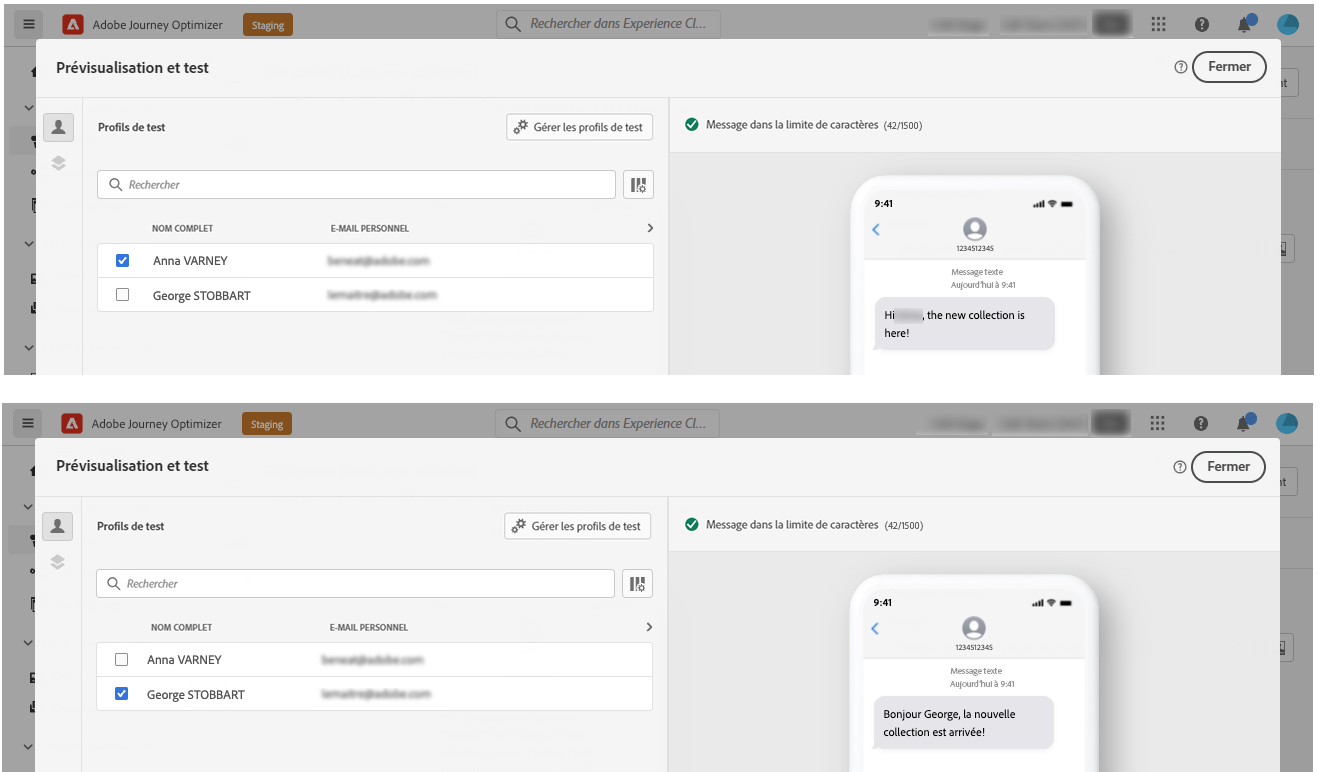 Adobe Journey Optimizer
Staging
Rechercher dans Experience Cl...
Prévisualisation et test
Fermer
nt
Profils de test
Gérer les profils de test
Message dans la limite de caractères (42/1500)
Rechercher
NOM COMPLET
E-MAIL PERSONNEL
Anna VARNEY
George STOBBART
9:41
1234512345
Message texte
Aujourd'hui à 9:41
Hi , the new collection is
here!
Adobe Journey Optimizer
Staging
Rechercher dans Experience Cl...
Prévisualisation et test
Fermer
nt
Profils de test
Gérer les profils de test
Message dans la limite de caractères (42/1500)
Rechercher
NOM COMPLET
E-MAIL PERSONNEL
Anna VARNEY
George STOBBART
9:41
1234512345
Message texte
Aujourd'hui à 9:41
Bonjour George, la nouvelle
collection est arrivée!